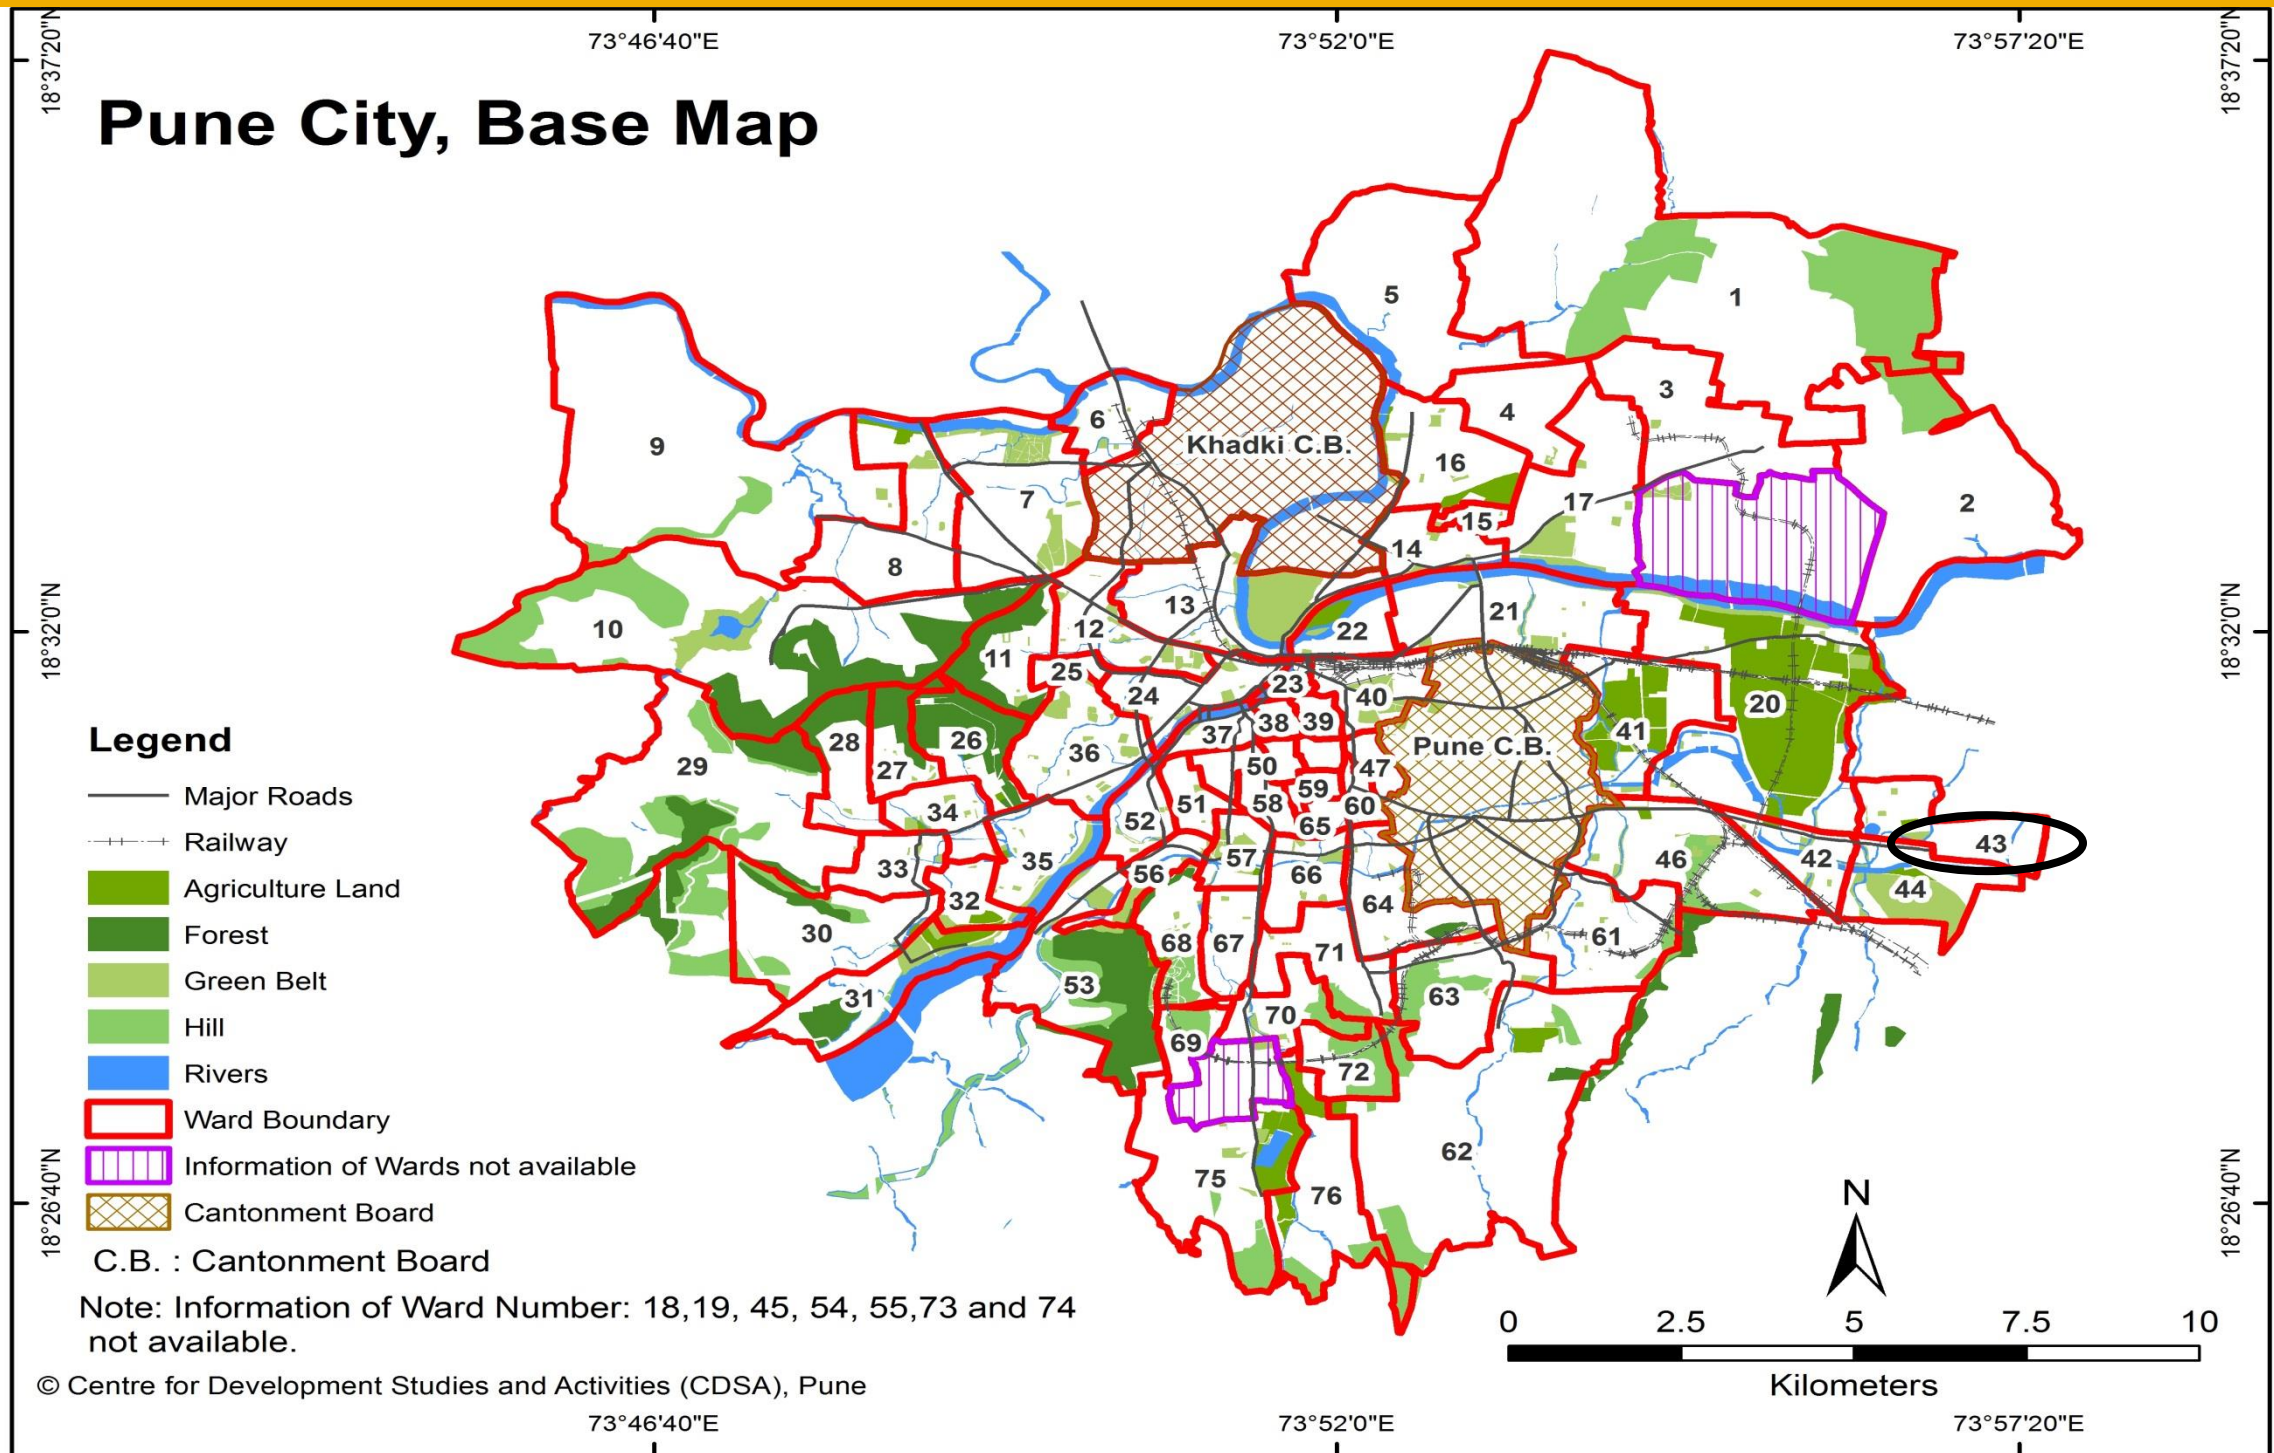 73°46'40"E
73°52'0"E
73°57'20"E
18°37'20"N
18°37'20"N
Pune City, Base Map
1
5
3
4
9
6
Khadki C.B.
16
7
17
2
15
14
8
13
21
10
12
22
11
25
23
24
40
20
38
39
37
41
28
26
Pune C.B.
36
29
27
50
47
59
51
58
60
34
52
65
43
57
46
42
35
33
56
66
44
32
64
30
61
68
67
71
53
63
31
70
69
72
62
75
76
18°32'0"N
18°32'0"N
Legend
Major Roads
Railway
Agriculture Land
Forest
Green Belt
Hill
Rivers
Ward Boundary
Information of Wards not available
Cantonment Board
C.B. : Cantonment Board
Note: Information of Ward Number: 18,19, 45, 54, 55,73 and 74
not available.
© Centre for Development Studies and Activities (CDSA), Pune
18°26'40"N
18°26'40"N
N
0 2.5 5 7.5 10
Kilometers
73°46'40"E
73°52'0"E
73°57'20"E